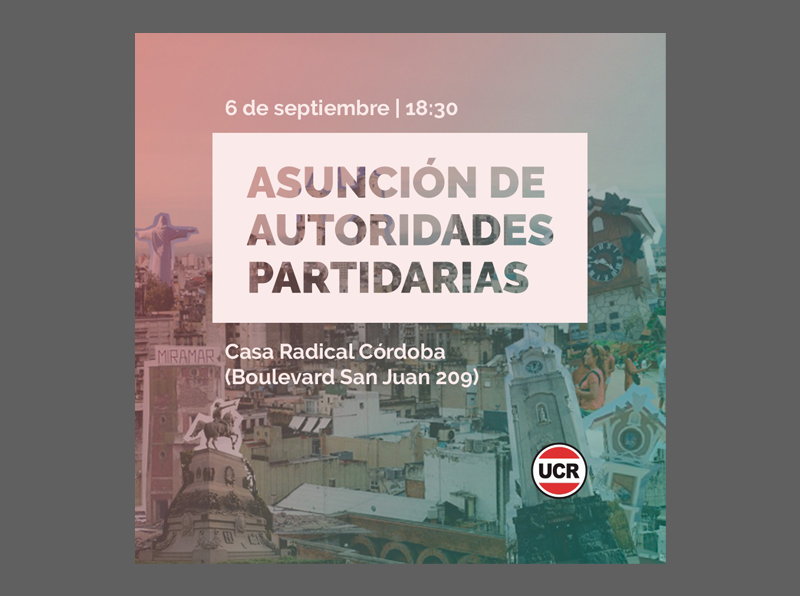 6 de septiembre | 18:30
ASUNCIÓN DE
AUTORIDADES
PARTIDARIAS
MIRAMAR
Casa Radical Córdoba
(Boulevard San Juan 209)
UCR